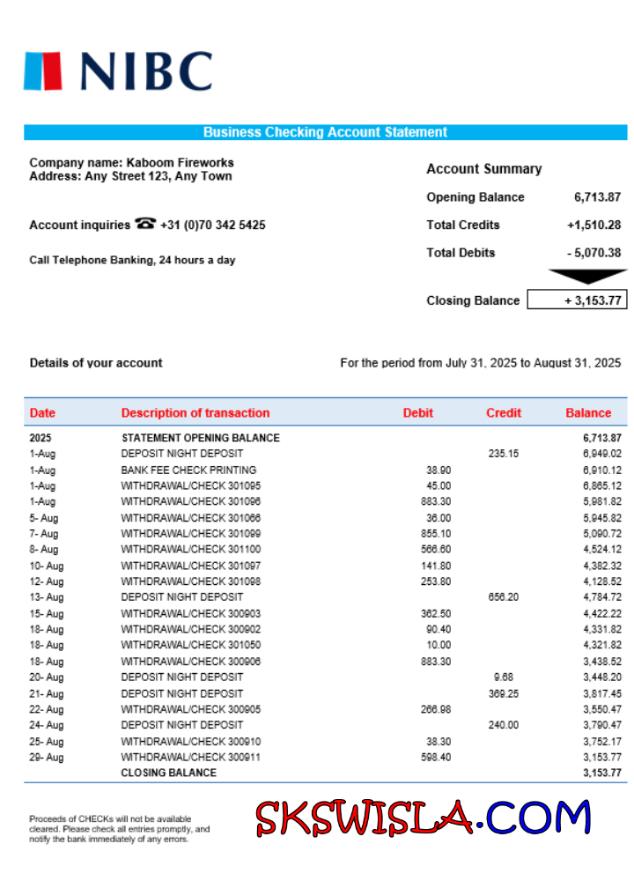 NIBC
Business Checking Account Statement
Company name: Kaboom Fireworks
Address: Any Street 123, Any Town
Account inquiries ☎ +31 (0)70 342 5425
Call Telephone Banking, 24 hours a day
Account Summary
Opening Balance 6,713.87
Total Credits +1,510.28
Total Debits - 5,070.38
Closing Balance + 3,153.77
Details of your account For the period from July 31, 2025 to August 31, 2025
Date Description of transaction Debit Credit Balance
2025 STATEMENT OPENING BALANCE 6,713.87
1-Aug DEPOSIT NIGHT DEPOSIT 235.15 6,949.02
1-Aug BANK FEE CHECK PRINTING 38.90 6,910.12
1-Aug WITHDRAWAL/CHECK 301095 45.00 6,865.12
1-Aug WITHDRAWAL/CHECK 301096 883.30 5,981.82
5- Aug WITHDRAWAL/CHECK 301066 36.00 5,945.82
7- Aug WITHDRAWAL/CHECK 301099 855.10 5,090.72
8- Aug WITHDRAWAL/CHECK 301100 566.60 4,524.12
10- Aug WITHDRAWAL/CHECK 301097 141.80 4,382.32
12- Aug WITHDRAWAL/CHECK 301098 253.80 4,128.52
13- Aug DEPOSIT NIGHT DEPOSIT 656.20 4,784.72
15- Aug WITHDRAWAL/CHECK 300903 362.50 4,422.22
18- Aug WITHDRAWAL/CHECK 300902 90.40 4,331.82
18- Aug WITHDRAWAL/CHECK 301050 10.00 4,321.82
18- Aug WITHDRAWAL/CHECK 300906 883.30 3,438.52
20- Aug DEPOSIT NIGHT DEPOSIT 9.68 3,448.20
21- Aug DEPOSIT NIGHT DEPOSIT 369.25 3,817.45
22- Aug WITHDRAWAL/CHECK 300905 266.98 3,550.47
24- Aug DEPOSIT NIGHT DEPOSIT 240.00 3,790.47
25- Aug WITHDRAWAL/CHECK 300910 38.30 3,752.17
29- Aug WITHDRAWAL/CHECK 300911 598.40 3,153.77
CLOSING BALANCE 3,153.77
Proceeds of CHECKs will not be available
cleared. Please check all entries promptly, and
notify the bank immediately of any errors.
SKSWISLA.COM